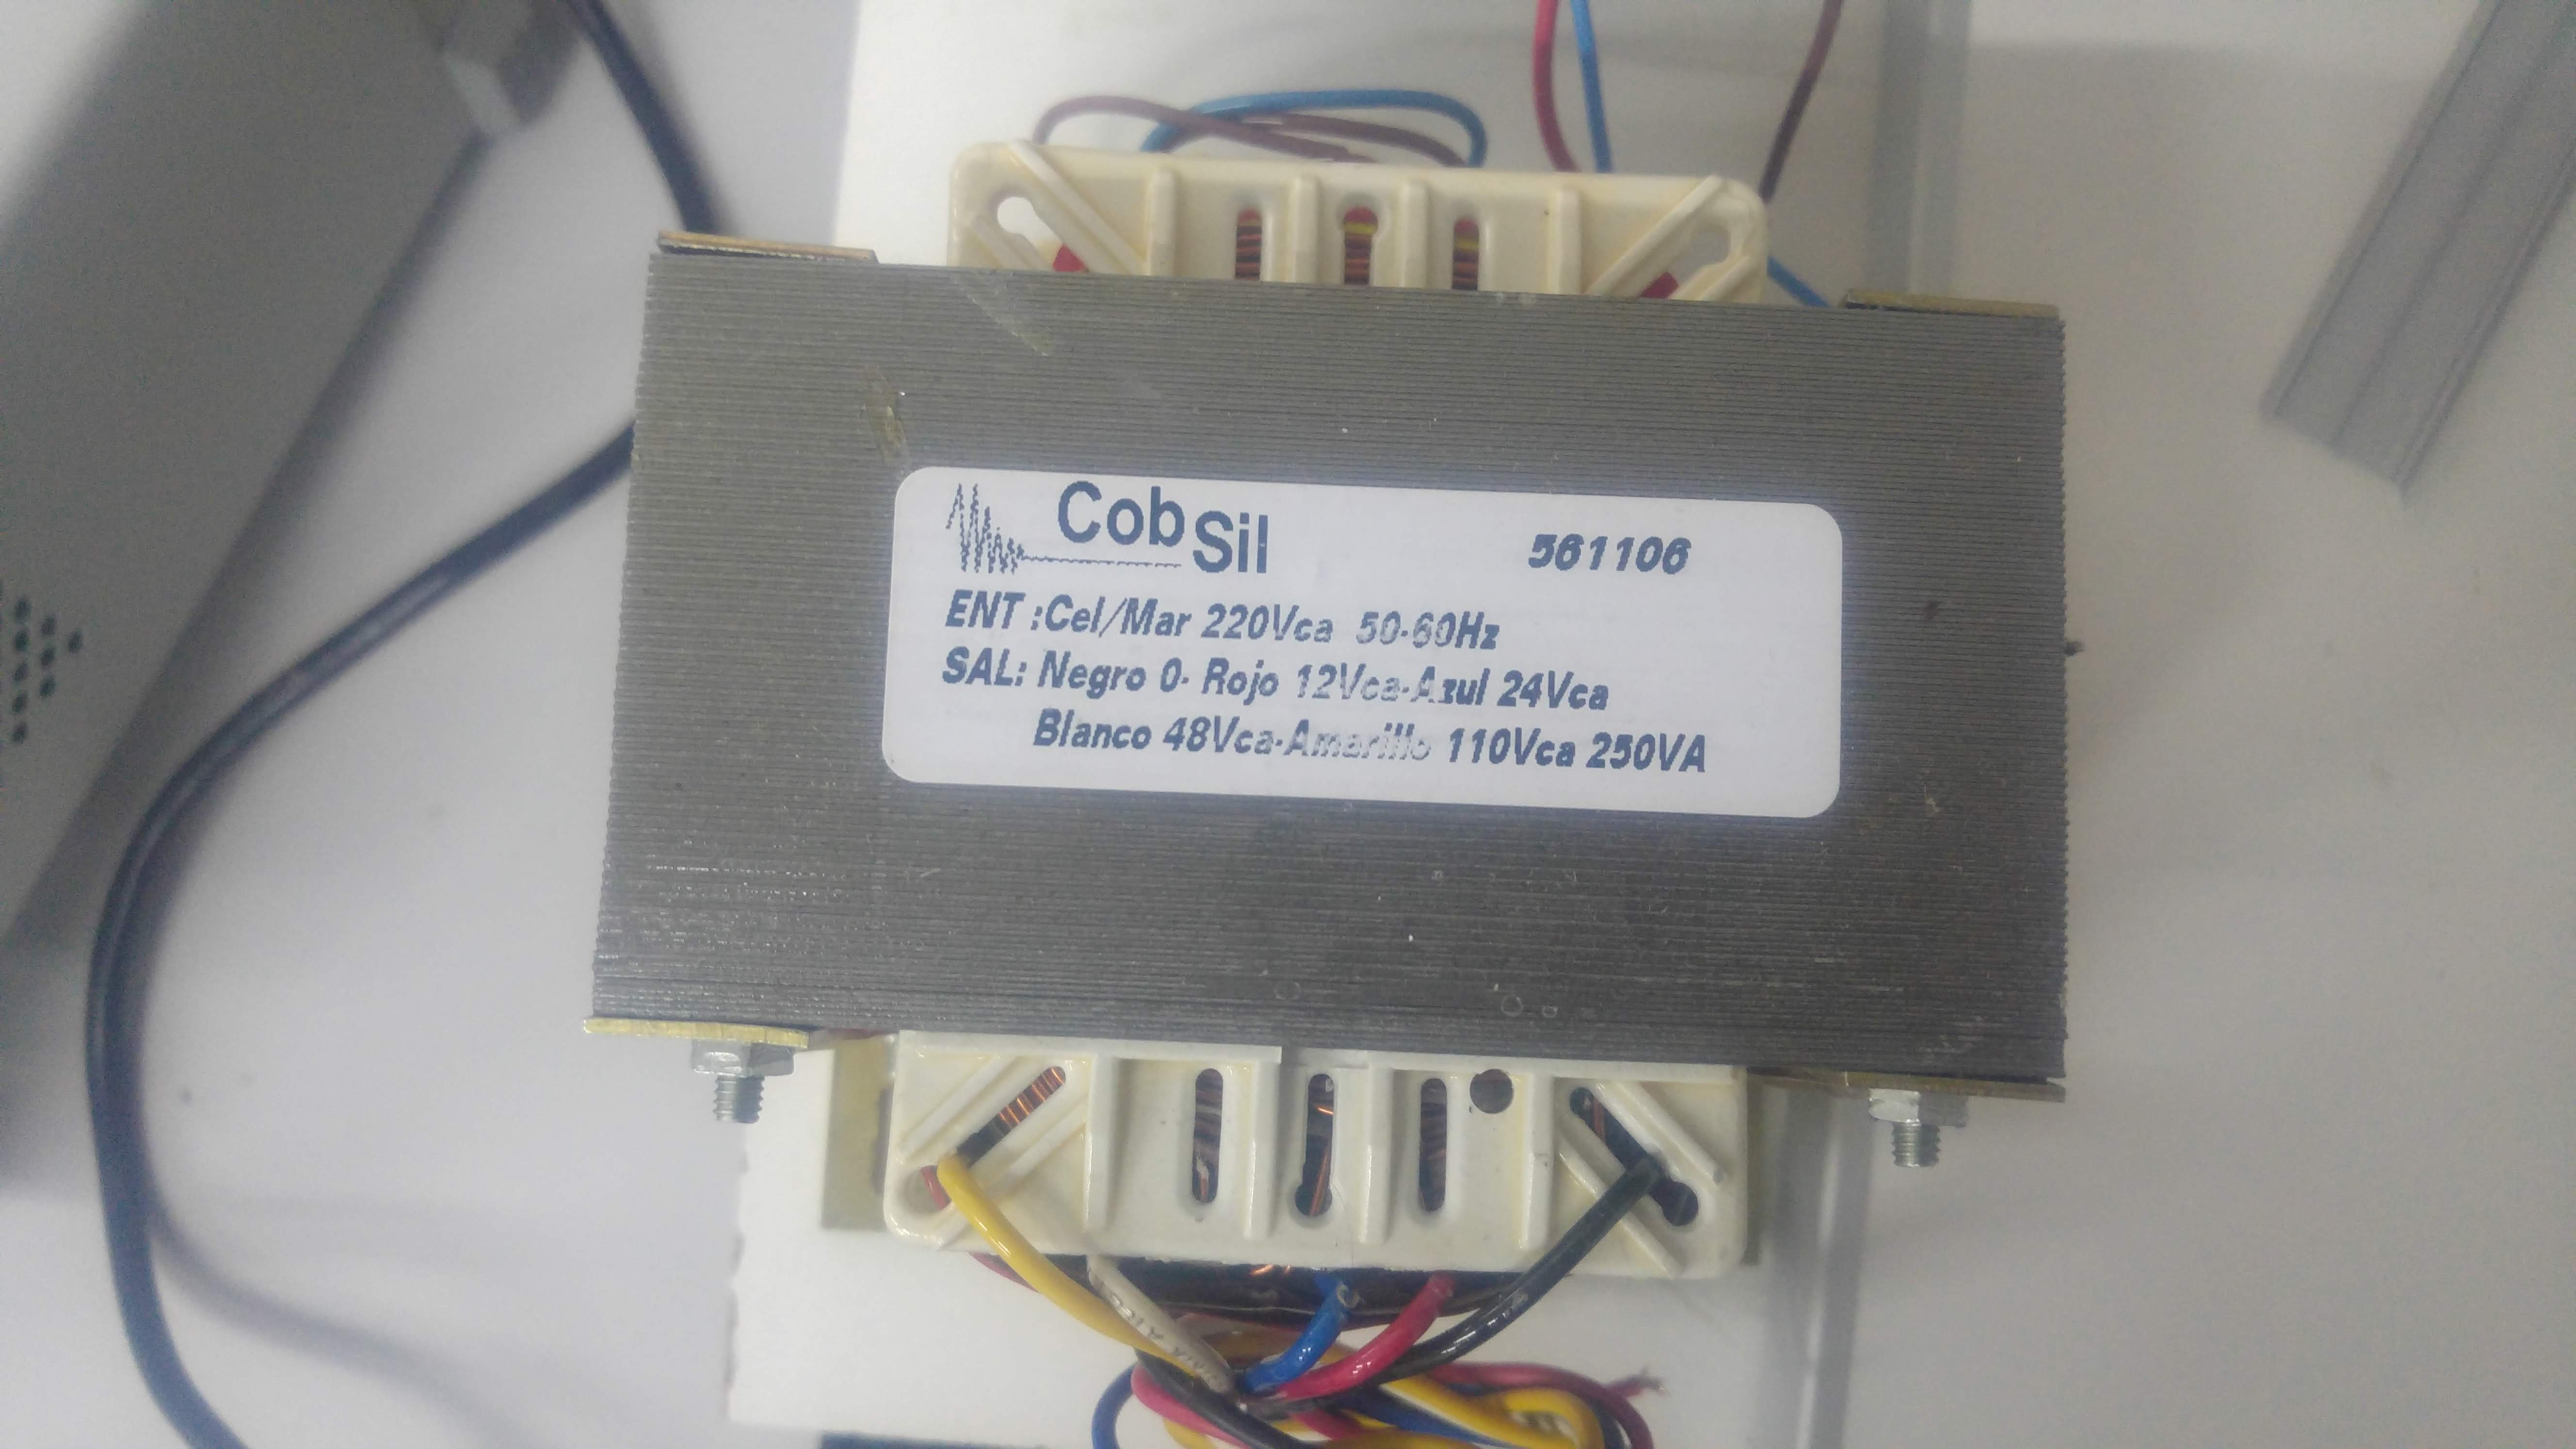 CobSil 561106
ENT :Cel/Mar 220Vca 50-60Hz
SAL: Negro 0- Rojo 12Vca-Azul 24Vca
Blanco 48Vca-Amarillo 110Vca 250VA